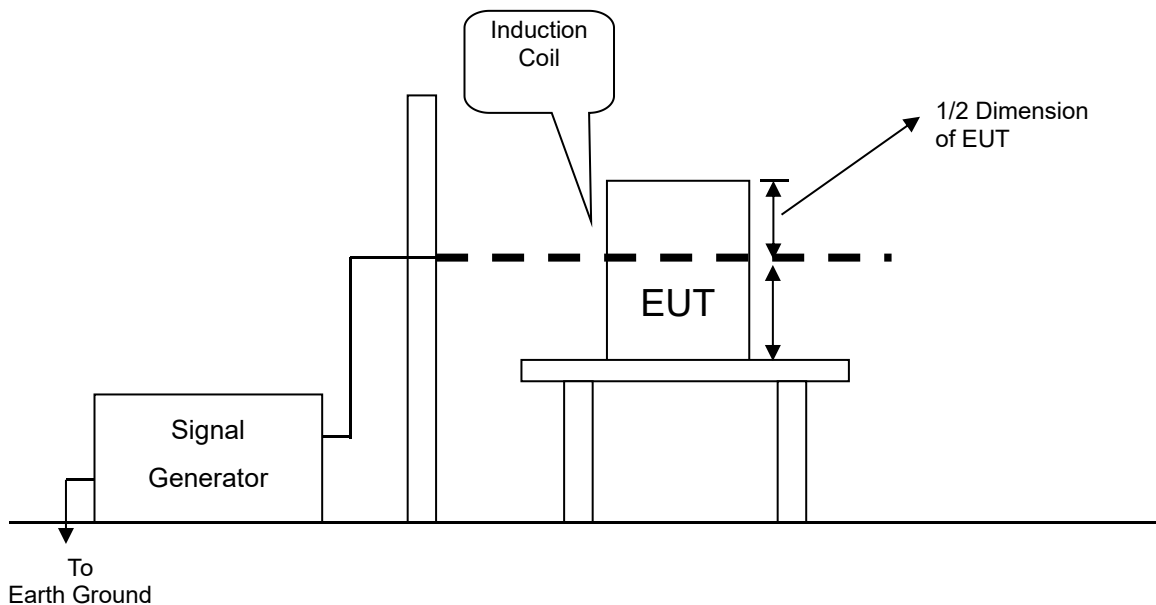 Induction
Coil
1/2 Dimension
of EUT
EUT
Signal
Generator
To
Earth Ground